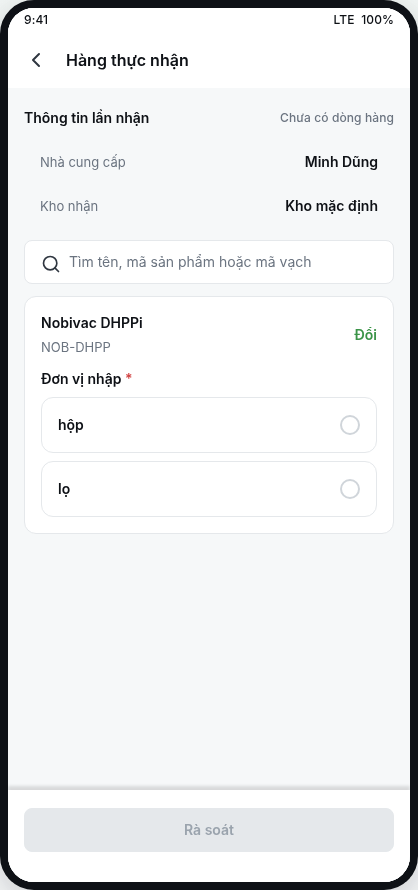 9:41 LTE 100%
Hàng thực nhận
Thông tin lần nhận Chưa có dòng hàng
Nhà cung cấp Minh Dũng
Kho nhận Kho mặc định
Tìm tên, mã sản phẩm hoặc mã vạch
Nobivac DHPPi
NOB-DHPP
Đổi
Đơn vị nhập *
hộp
lọ
Rà soát